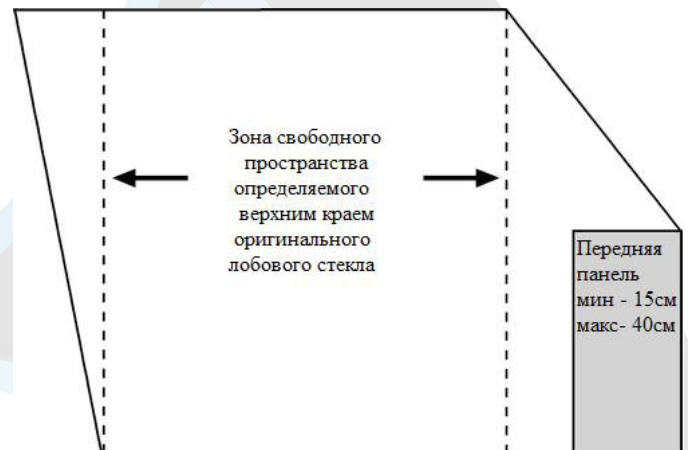 Зона свободного
пространства
определяемого
верхним краем
оригинального
лобового стекла
Передняя
панель
мин - 15см
макс- 40см